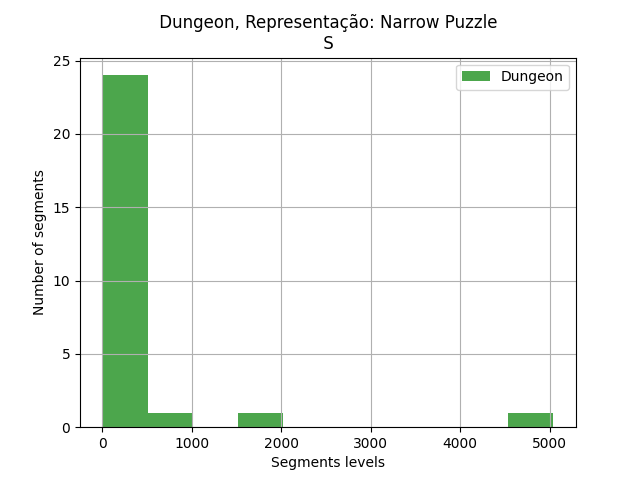 Dungeon, Representação: Narrow Puzzle
S
Dungeon
Number of segments
25
20
15
10
5
0
0 1000 2000 3000 4000 5000
Segments levels